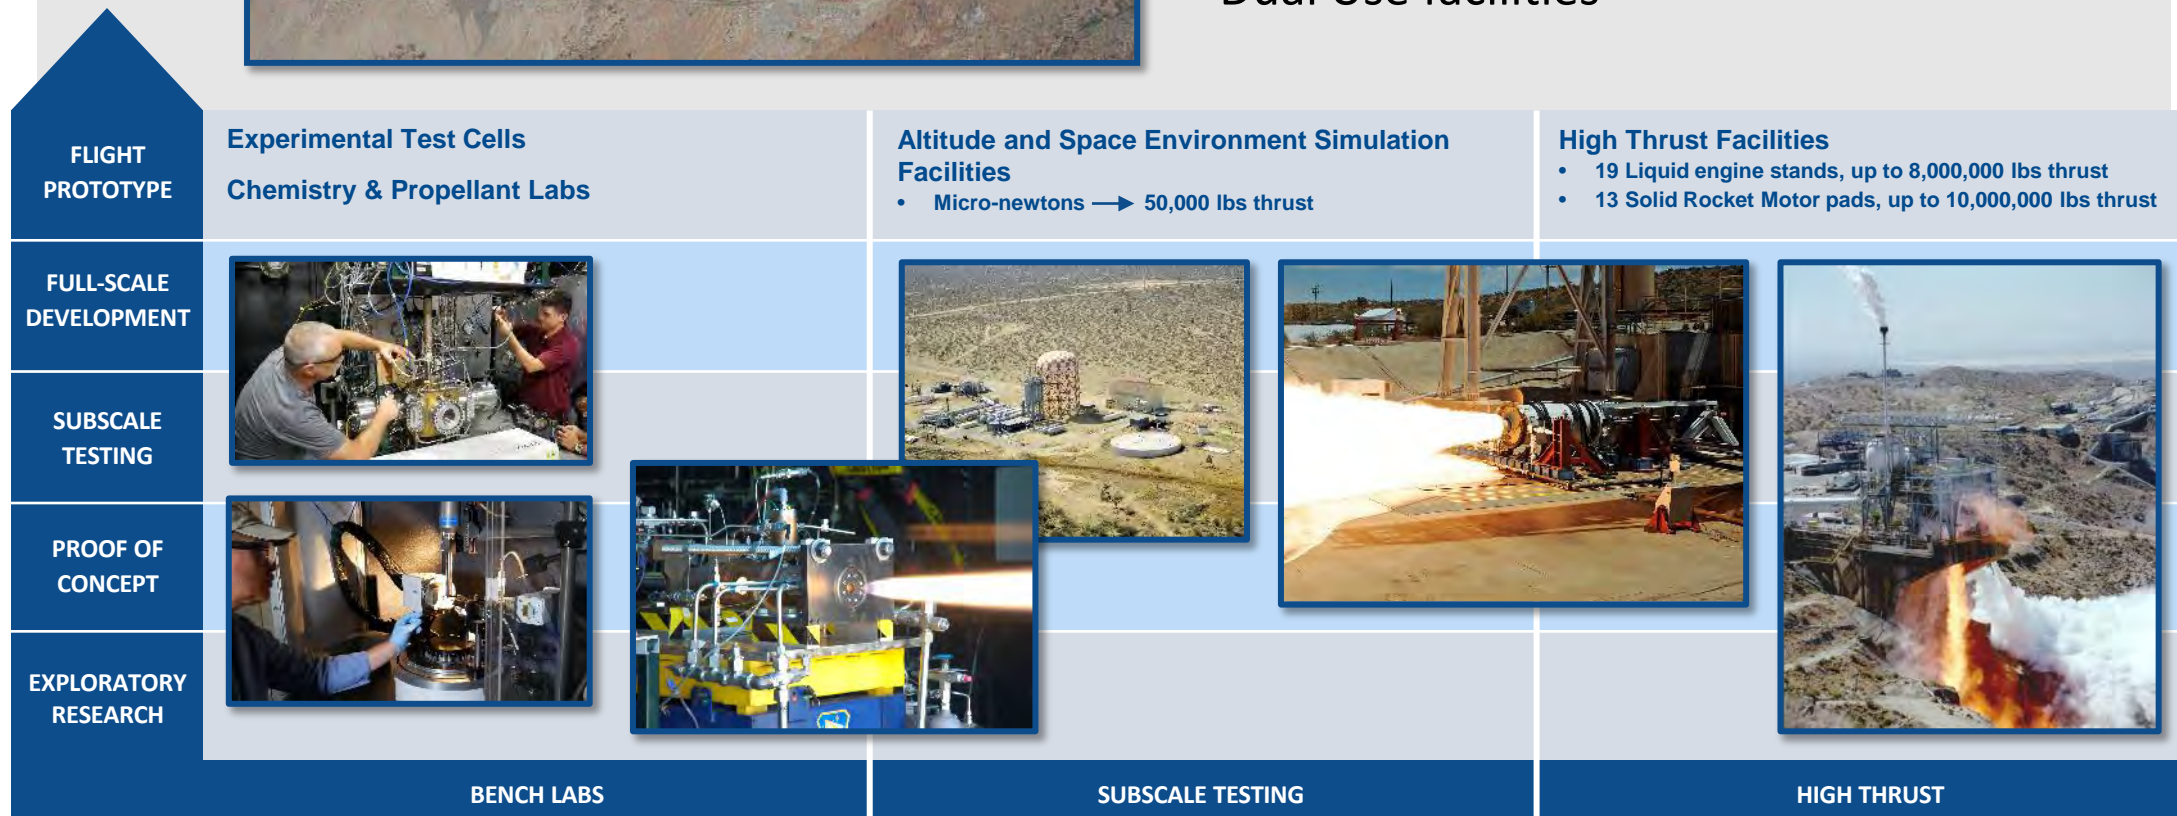 Dual Use facilities
FLIGHT
PROTOTYPE
Experimental Test Cells
Chemistry & Propellant Labs
Altitude and Space Environment Simulation
Facilities
• Micro-newtons → 50,000 lbs thrust
High Thrust Facilities
• 19 Liquid engine stands, up to 8,000,000 lbs thrust
• 13 Solid Rocket Motor pads, up to 10,000,000 lbs thrust
FULL-SCALE
DEVELOPMENT
SUBSCALE
TESTING
PROOF OF
CONCEPT
EXPLORATORY
RESEARCH
BENCH LABS
SUBSCALE TESTING
HIGH THRUST